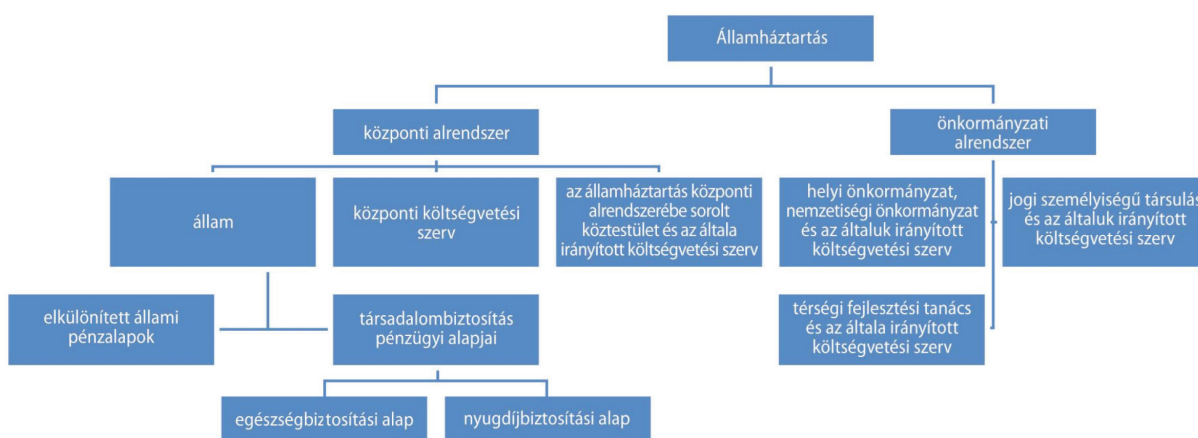 Államháztartás
központi alrendszer
önkormányzati
alrendszer
állam
központi költségvetési
szerv
az államháztartás központi
alrendszerébe sorolt
köztestület és az általa
irányított költségvetési szerv
helyi önkormányzat,
nemzetiségi önkormányzat
és az általuk irányított
költségvetési szerv
jogi személyiségű társulás
és az általuk irányított
költségvetési szerv
elkülönített állami
pénzalapok
társadalombiztosítás
pénzügyi alapjai
térségi fejlesztési tanács
és az általa irányított
költségvetési szerv
egészségbiztosítási alap
nyugdíjbiztosítási alap